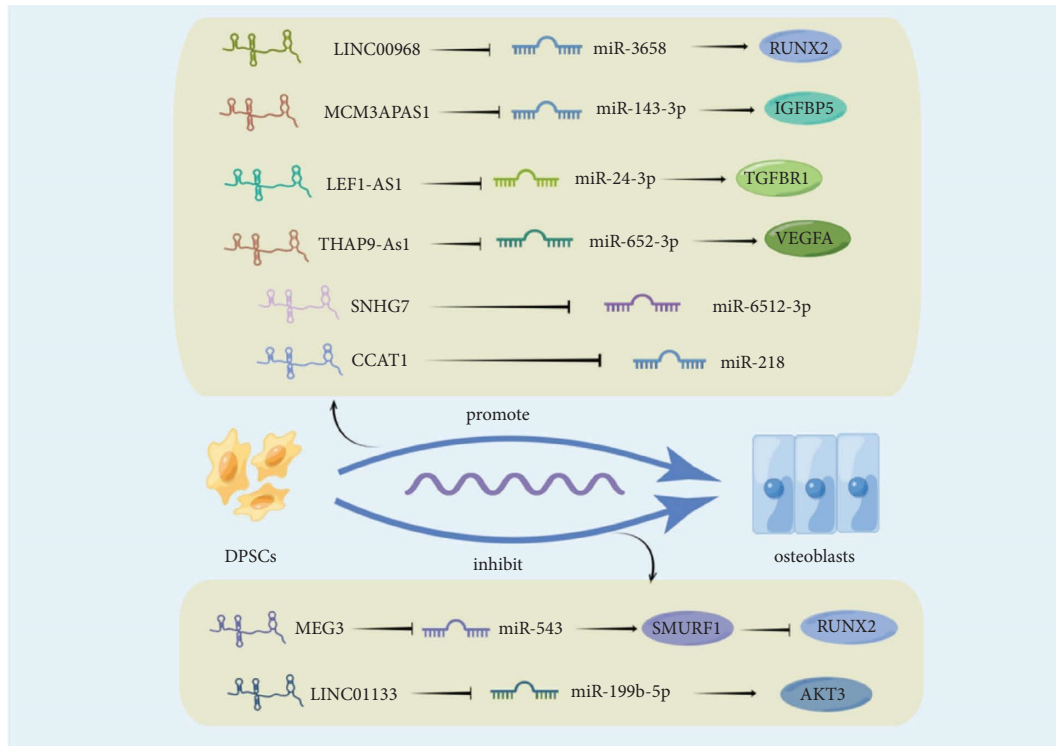 LINC00968 miR-3658 RUNX2
MCM3APAS1 miR-143-3p IGFBP5
LEF1-AS1 miR-24-3p TGFBR1
THAP9-As1 miR-652-3p VEGFA
SNHG7 miR-6512-3p
CCAT1 miR-218
promote
DPSCs osteoblasts
inhibit
MEG3 miR-543 SMURF1 RUNX2
LINC01133 miR-199b-5p AKT3